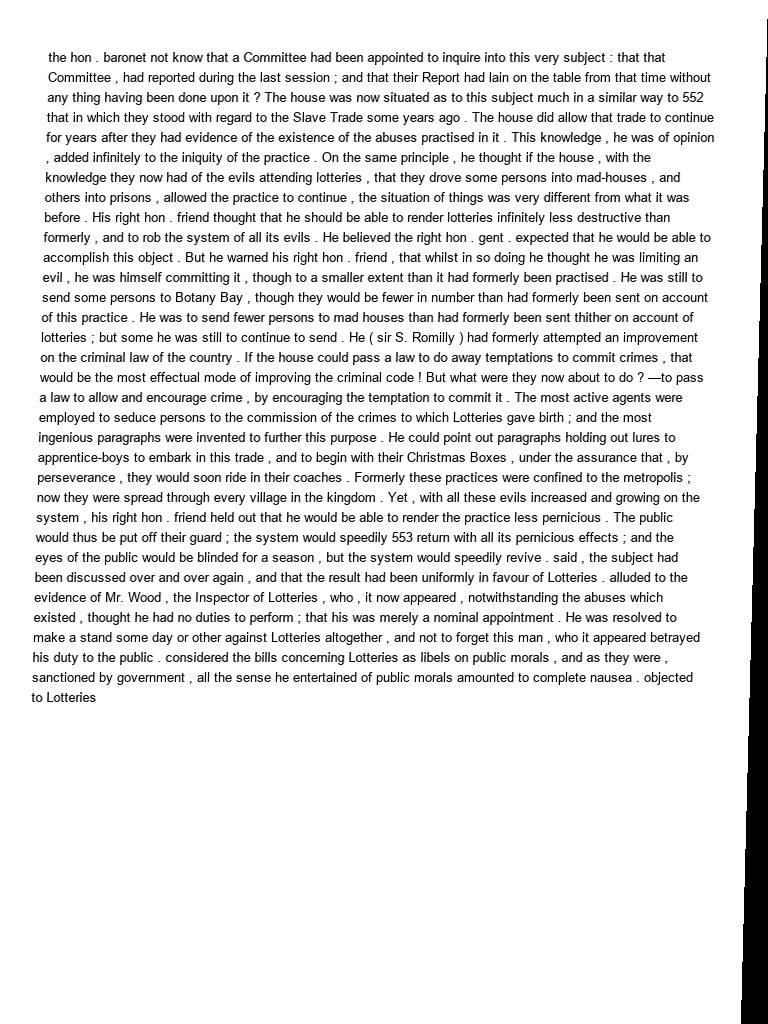 the hon . baronet not know that a Committee had been appointed to inquire into this very subject : that that
Committee , had reported during the last session ; and that their Report had lain on the table from that time without
any thing having been done upon it ? The house was now situated as to this subject much in a similar way to 552
that in which they stood with regard to the Slave Trade some years ago . The house did allow that trade to continue
for years after they had evidence of the existence of the abuses practised in it . This knowledge , he was of opinion
, added infinitely to the iniquity of the practice . On the same principle , he thought if the house , with the
knowledge they now had of the evils attending lotteries , that they drove some persons into mad-houses , and
others into prisons , allowed the practice to continue , the situation of things was very different from what it was
before . His right hon . friend thought that he should be able to render lotteries infinitely less destructive than
formerly , and to rob the system of all its evils . He believed the right hon . gent . expected that he would be able to
accomplish this object . But he warned his right hon . friend , that whilst in so doing he thought he was limiting an
evil , he was himself committing it , though to a smaller extent than it had formerly been practised . He was still to
send some persons to Botany Bay , though they would be fewer in number than had formerly been sent on account
of this practice . He was to send fewer persons to mad houses than had formerly been sent thither on account of
lotteries ; but some he was still to continue to send . He ( sir S. Romilly ) had formerly attempted an improvement
on the criminal law of the country . If the house could pass a law to do away temptations to commit crimes , that
would be the most effectual mode of improving the criminal code ! But what were they now about to do ? —to pass
a law to allow and encourage crime , by encouraging the temptation to commit it . The most active agents were
employed to seduce persons to the commission of the crimes to which Lotteries gave birth ; and the most
ingenious paragraphs were invented to further this purpose . He could point out paragraphs holding out lures to
apprentice-boys to embark in this trade , and to begin with their Christmas Boxes , under the assurance that , by
perseverance , they would soon ride in their coaches . Formerly these practices were confined to the metropolis ;
now they were spread through every village in the kingdom . Yet , with all these evils increased and growing on the
system , his right hon . friend held out that he would be able to render the practice less pernicious . The public
would thus be put off their guard ; the system would speedily 553 return with all its pernicious effects ; and the
eyes of the public would be blinded for a season , but the system would speedily revive . said , the subject had
been discussed over and over again , and that the result had been uniformly in favour of Lotteries . alluded to the
evidence of Mr. Wood , the Inspector of Lotteries , who , it now appeared , notwithstanding the abuses which
existed , thought he had no duties to perform ; that his was merely a nominal appointment . He was resolved to
make a stand some day or other against Lotteries altogether , and not to forget this man , who it appeared betrayed
his duty to the public . considered the bills concerning Lotteries as libels on public morals , and as they were ,
sanctioned by government , all the sense he entertained of public morals amounted to complete nausea . objected
to Lotteries